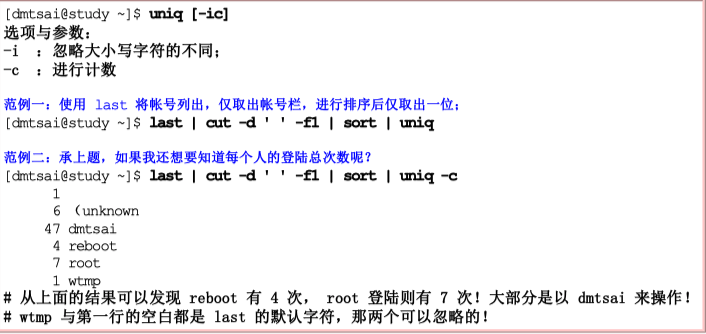 [dmtsai@study ~]$ uniq [-ic]
选项与参数：
-i ：忽略大小写字符的不同；
-c ：进行计数
范例一：使用 last 将帐号列出，仅取出帐号栏，进行排序后仅取出一位；
[dmtsai@study ~]$ last | cut -d ' ' -f1 | sort | uniq
范例二：承上题，如果我还想要知道每个人的登陆总次数呢？
[dmtsai@study ~]$ last | cut -d ' ' -f1 | sort | uniq -c
1
6 (unknown
47 dmtsai
4 reboot
7 root
1 wtmp
# 从上面的结果可以发现 reboot 有 4 次， root 登陆则有 7 次！大部分是以 dmtsai 来操作！
# wtmp 与第一行的空白都是 last 的默认字符，那两个可以忽略的！